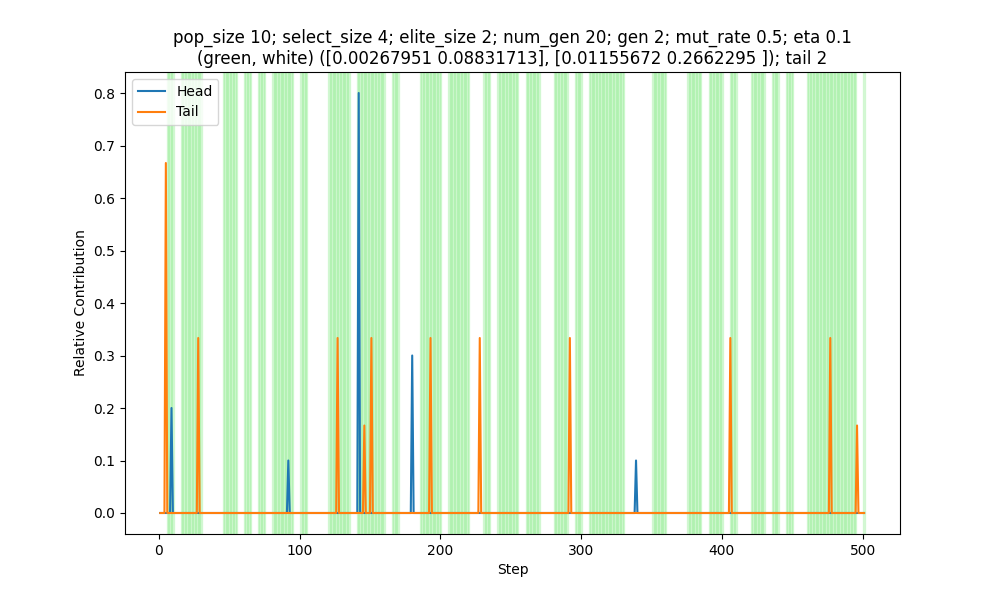 pop_size 10; select_size 4; elite_size 2; num_gen 20; gen 2; mut_rate 0.5; eta 0.1
(green, white) ([0.00267951 0.08831713], [0.01155672 0.2662295 ]); tail 2
Head
Tail
0.8
0.7
0.6
0.5
0.4
0.3
0.2
0.1
0.0
Relative Contribution
0 100 200 300 400 500
Step